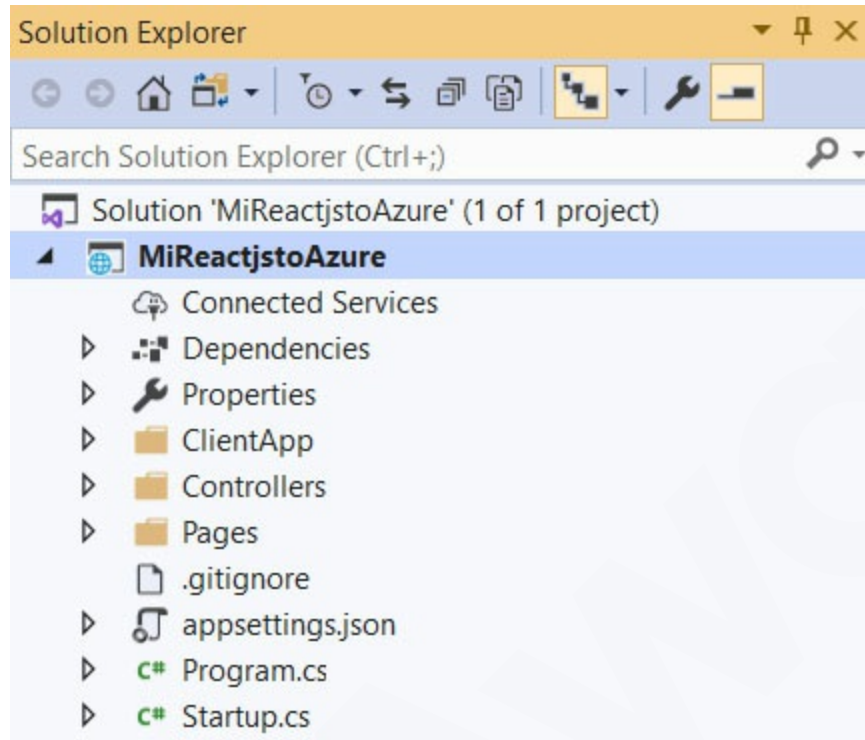 Solution Explorer
Search Solution Explorer (Ctrl+;)
Solution 'MiReactjstoAzure' (1 of 1 project)
MiReactjstoAzure
Connected Services
Dependencies
Properties
ClientApp
Controllers
Pages
.gitignore
appsettings.json
C# Program.cs
C# Startup.cs